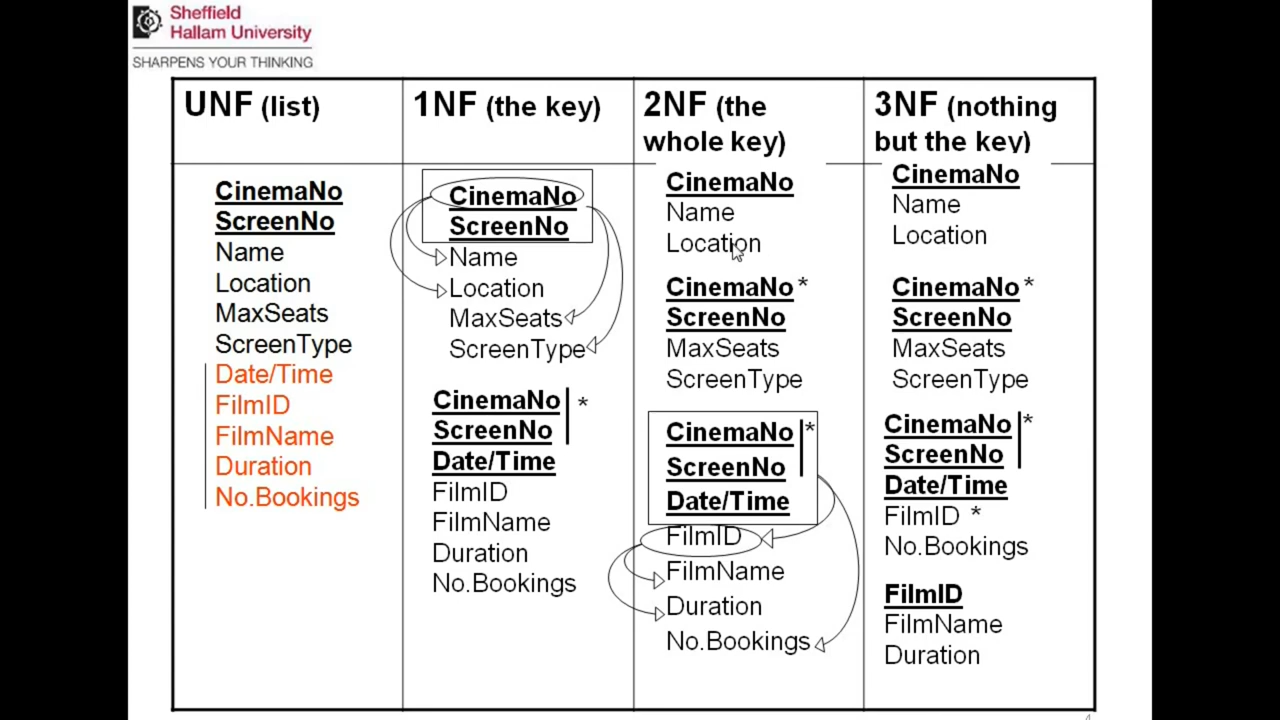 Sheffield
Hallam University
SHARPENS YOUR THINKING
UNF (list)
CinemaNo
ScreenNo
Name
Location
MaxSeats
ScreenType
Date/Time
FilmID
FilmName
Duration
No.Bookings
1NF (the key)
CinemaNo
ScreenNo
Name
Location
MaxSeats
ScreenType
CinemaNo *
ScreenNo
Date/Time
FilmID
FilmName
Duration
No.Bookings
2NF (the
whole key)
CinemaNo
Name
Location
CinemaNo *
ScreenNo
MaxSeats
ScreenType
CinemaNo *
ScreenNo
Date/Time
FilmID
FilmName
Duration
No.Bookings
3NF (nothing
but the key)
CinemaNo
Name
Location
CinemaNo *
ScreenNo
MaxSeats
ScreenType
CinemaNo *
ScreenNo
Date/Time
FilmID *
No.Bookings
FilmID
FilmName
Duration